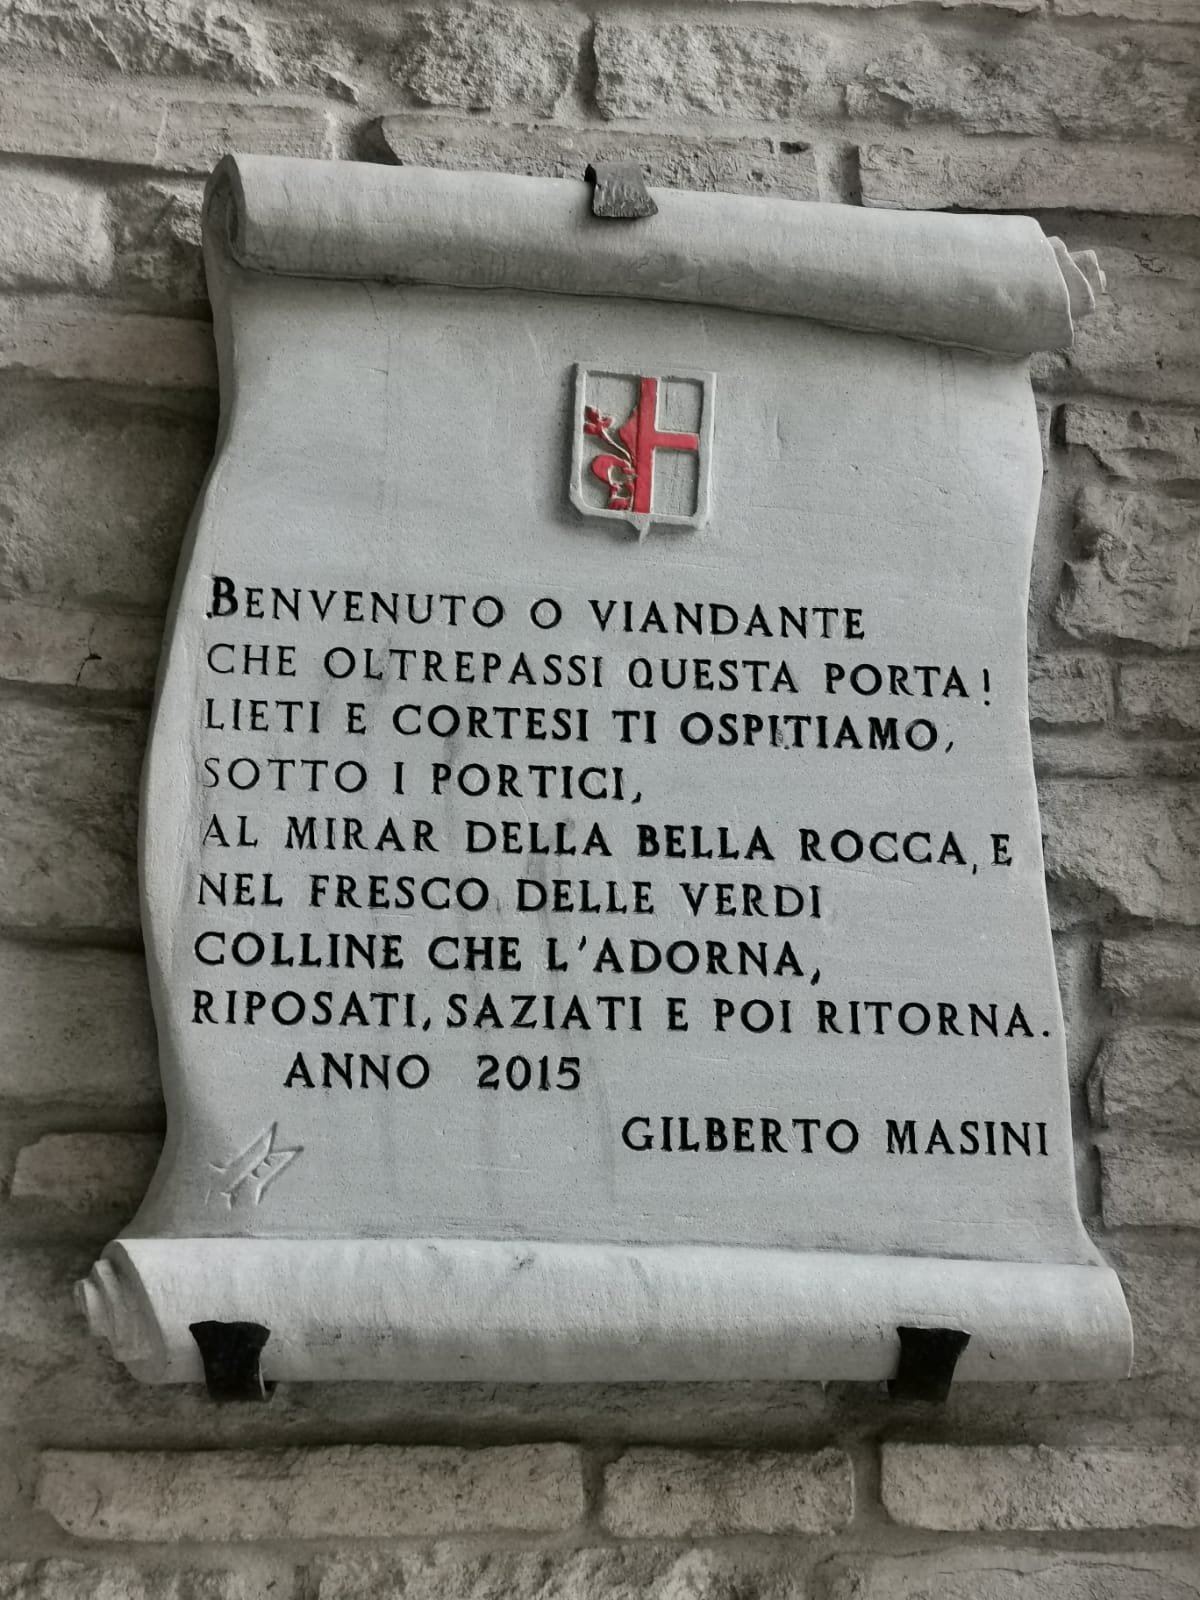 BENVENUTO O VIANDANTE
CHE OLTREPASSI QUESTA PORTA!
LIETI E CORTESI TI OSPITIAMO,
SOTTO I PORTICI,
AL MIRAR DELLA BELLA ROCCA, E
NEL FRESCO DELLE VERDI
COLLINE CHE L'ADORNA,
RIPOSATI, SAZIATI E POI RITORNA.
ANNO 2015
GILBERTO MASINI